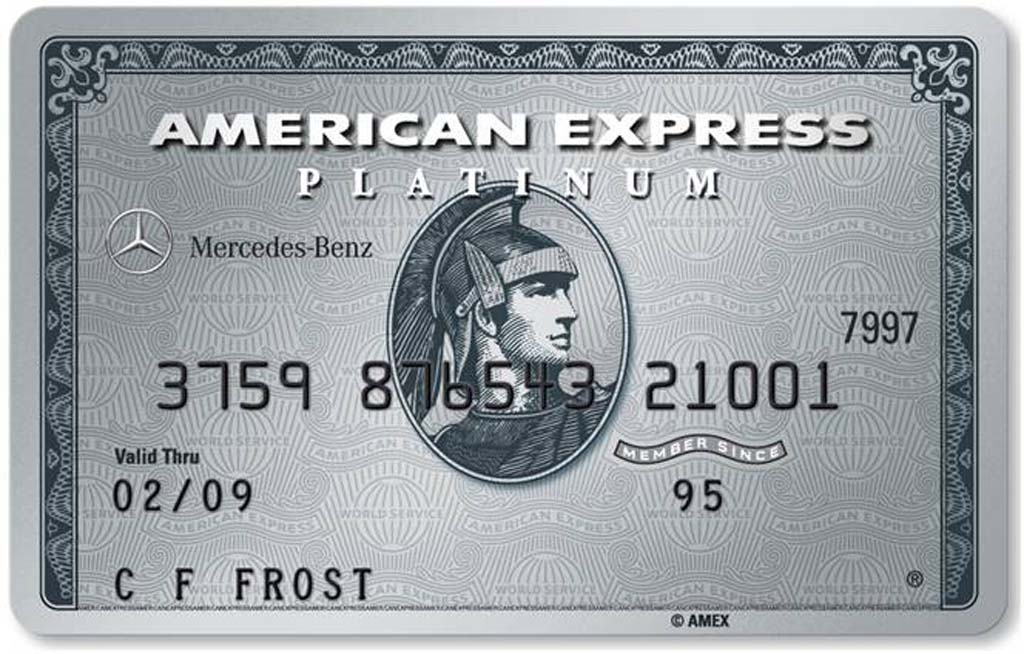 AMERICAN EXPRESS
PLATINUM
Mercedes-Benz
7997
3759 876543 21001
MEMBER SINCE
Valid Thru
02/09
95
C F FROST
®
© AMEX